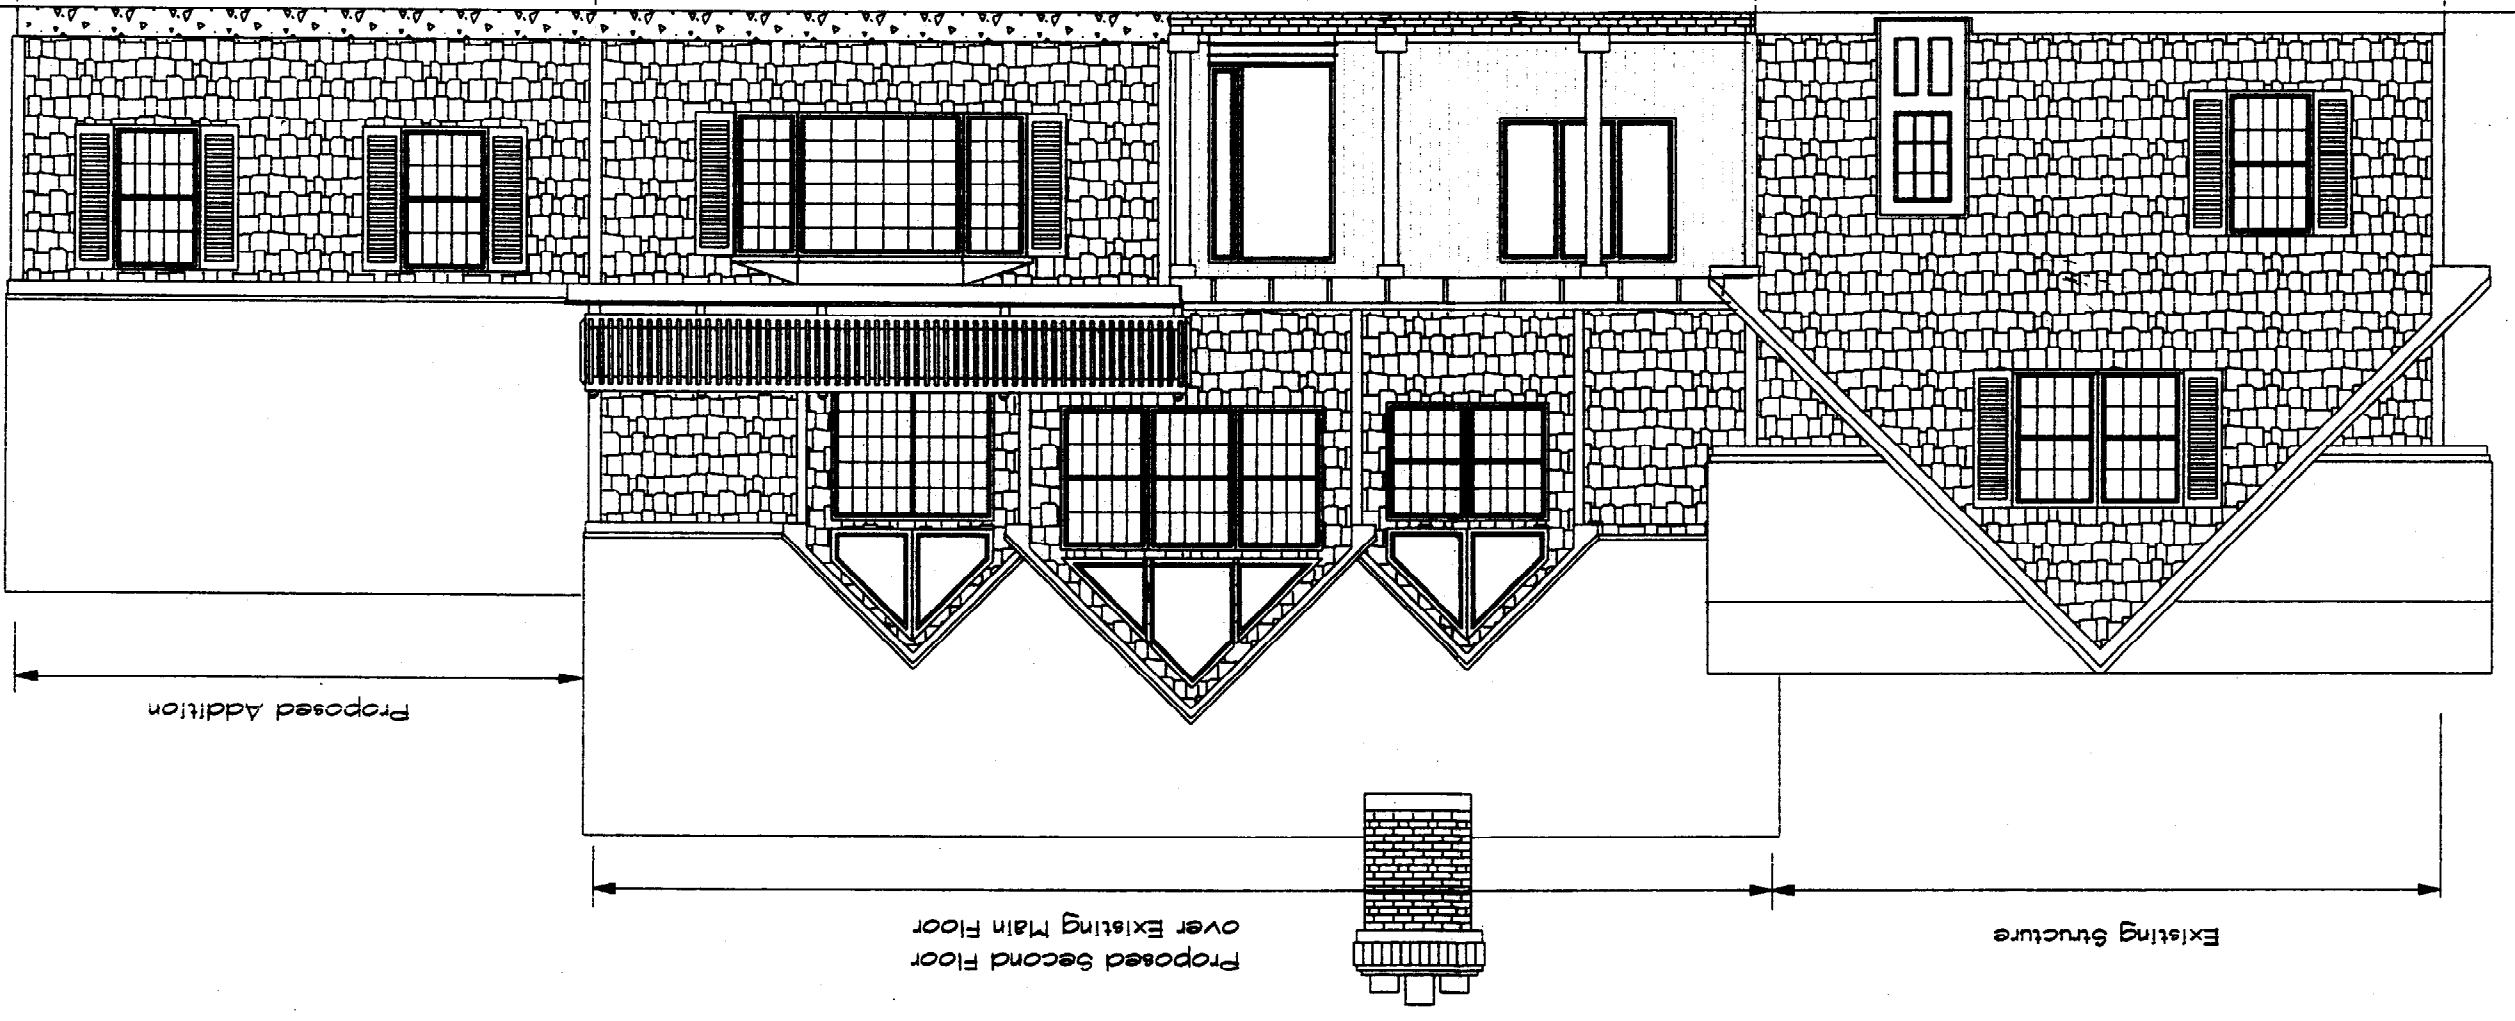 Existing Structure
Proposed Second Floor
over Existing Main Floor
Proposed Addition